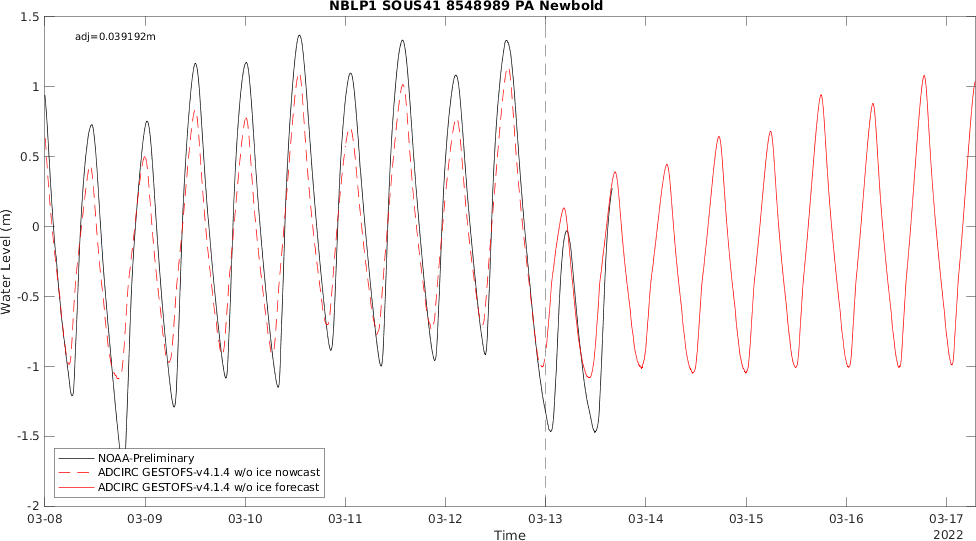 NBLP1 SOUS41 8548989 PA Newbold
adj=0.039192m
1.5
1
0.5
0
-0.5
-1
-1.5
-2
Water Level (m)
NOAA-Preliminary
ADCIRC GESTOFS-v4.1.4 w/o ice nowcast
ADCIRC GESTOFS-v4.1.4 w/o ice forecast
03-08 03-09 03-10 03-11 03-12 03-13 03-14 03-15 03-16 03-17
Time
2022